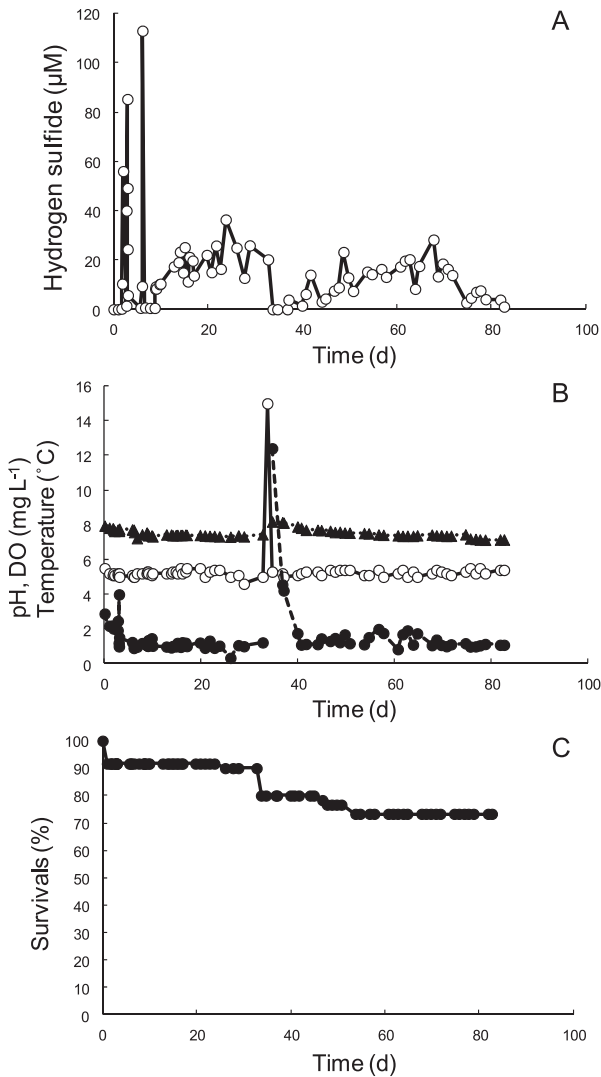 A
120
100
80
60
40
20
0
Hydrogen sulfide (μM)
0 20 40 60 80 100
Time (d)
B
16
14
12
10
8
6
4
2
0
pH, DO (mg L-1)
Temperature (˚C)
0 20 40 60 80 100
Time (d)
C
100
90
80
70
60
50
40
30
20
10
0
Survivals (%)
0 20 40 60 80 100
Time (d)